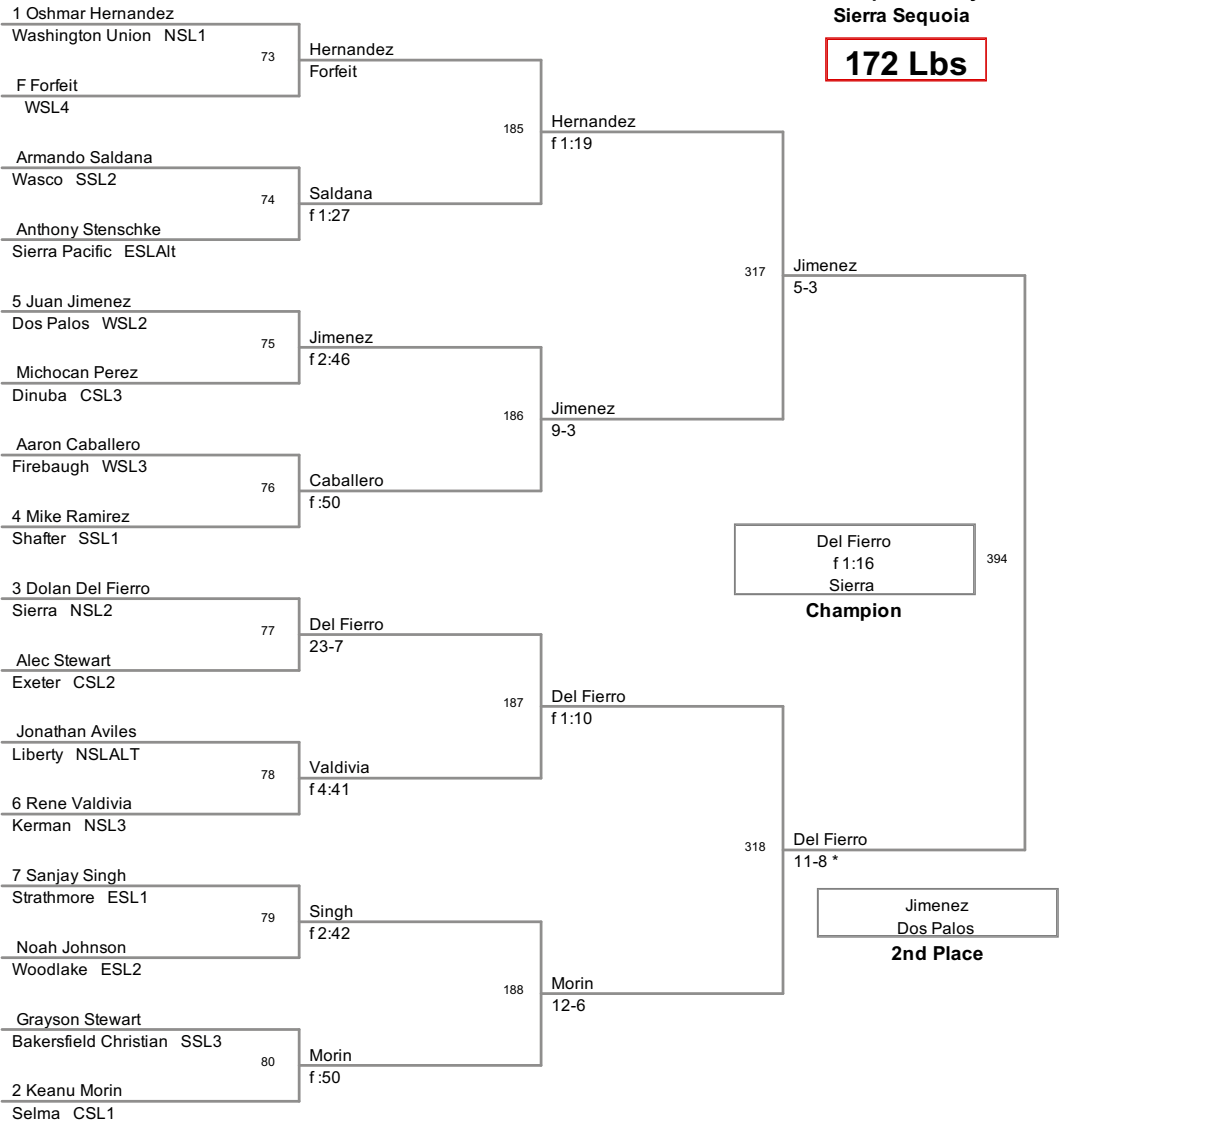 1 Oshmar Hernandez
Washington Union NSL1
73
F Forfeit
WSL4
Hernandez
Forfeit
Armando Saldana
Wasco SSL2
74
Anthony Stenschke
Sierra Pacific ESLAlt
Saldana
f 1:27
185
Hernandez
f 1:19
5 Juan Jimenez
Dos Palos WSL2
75
Michocan Perez
Dinuba CSL3
Jimenez
f 2:46
Aaron Caballero
Firebaugh WSL3
76
4 Mike Ramirez
Shafter SSL1
Caballero
f :50
186
Jimenez
9-3
317
Jimenez
5-3
3 Dolan Del Fierro
Sierra NSL2
77
Alec Stewart
Exeter CSL2
Del Fierro
23-7
Jonathan Aviles
Liberty NSLALT
78
6 Rene Valdivia
Kerman NSL3
Valdivia
f 4:41
187
Del Fierro
f 1:10
7 Sanjay Singh
Strathmore ESL1
79
Noah Johnson
Woodlake ESL2
Singh
f 2:42
Grayson Stewart
Bakersfield Christian SSL3
80
2 Keanu Morin
Selma CSL1
Morin
f :50
188
Morin
12-6
318
Del Fierro
11-8 *
Sierra Sequoia
172 Lbs
Del Fierro
f 1:16
Sierra
394
Champion
Jimenez
Dos Palos
2nd Place